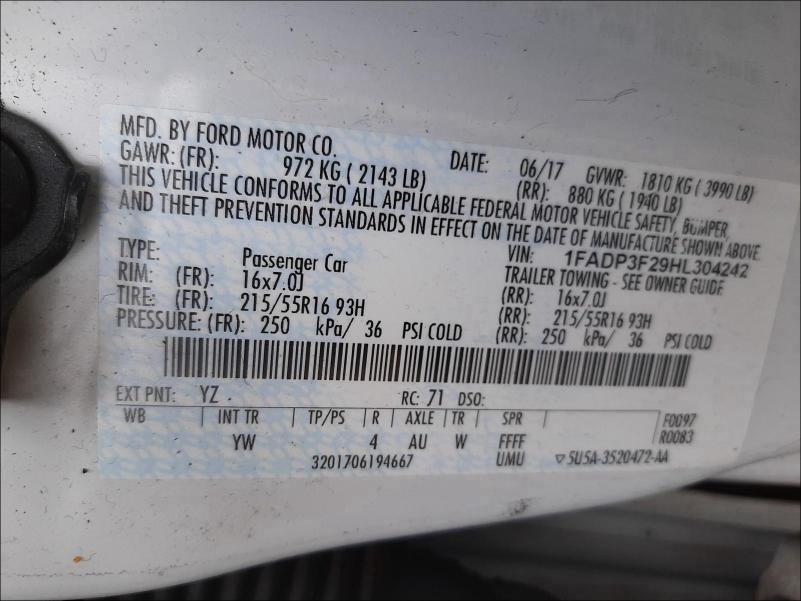 MFD. BY FORD MOTOR CO.
DATE: 06/17 GVWR: 1810 KG ( 3990 LB)
GAWR: (FR): 972 KG ( 2143 LB) (RR): 880 KG ( 1940 LB)
THIS VEHICLE CONFORMS TO ALL APPLICABLE FEDERAL MOTOR VEHICLE SAFETY, BUMPER,
AND THEFT PREVENTION STANDARDS IN EFFECT ON THE DATE OF MANUFACTURE SHOWN ABOVE.
VIN: 1FADP3F29HL304242
TYPE: Passenger Car TRAILER TOWING - SEE OWNER GUIDE
RIM: (FR): 16x7.0J (RR): 16x7.0J
TIRE: (FR): 215/55R16 93H (RR): 215/55R16 93H
PRESSURE: (FR): 250 kPa/ 36 PSI COLD (RR): 250 kPa/ 36 PSI COLD
EXT PNT: YZ RC: 71 DSO:
WB INT TR TP/PS R AXLE TR SPR F0097
YW 4 AU W FFFF R0083
3201706194667 UMU ▽5U5A-3520472-AA